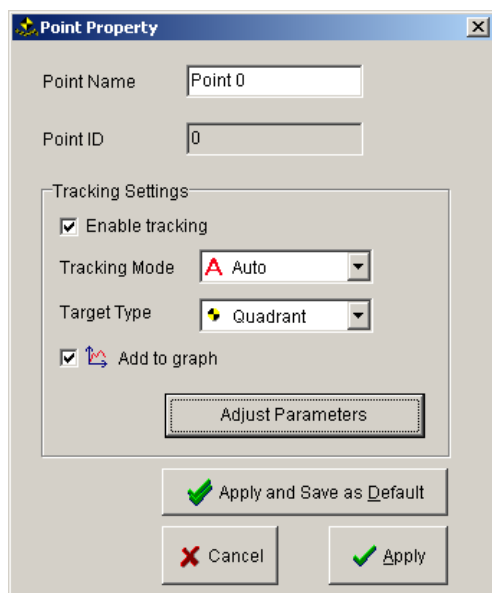 Point Property
Point Name Point 0
Point ID 0
Tracking Settings
Enable tracking
Tracking Mode A Auto
Target Type Quadrant
Add to graph
Adjust Parameters
Apply and Save as Default
Cancel Apply